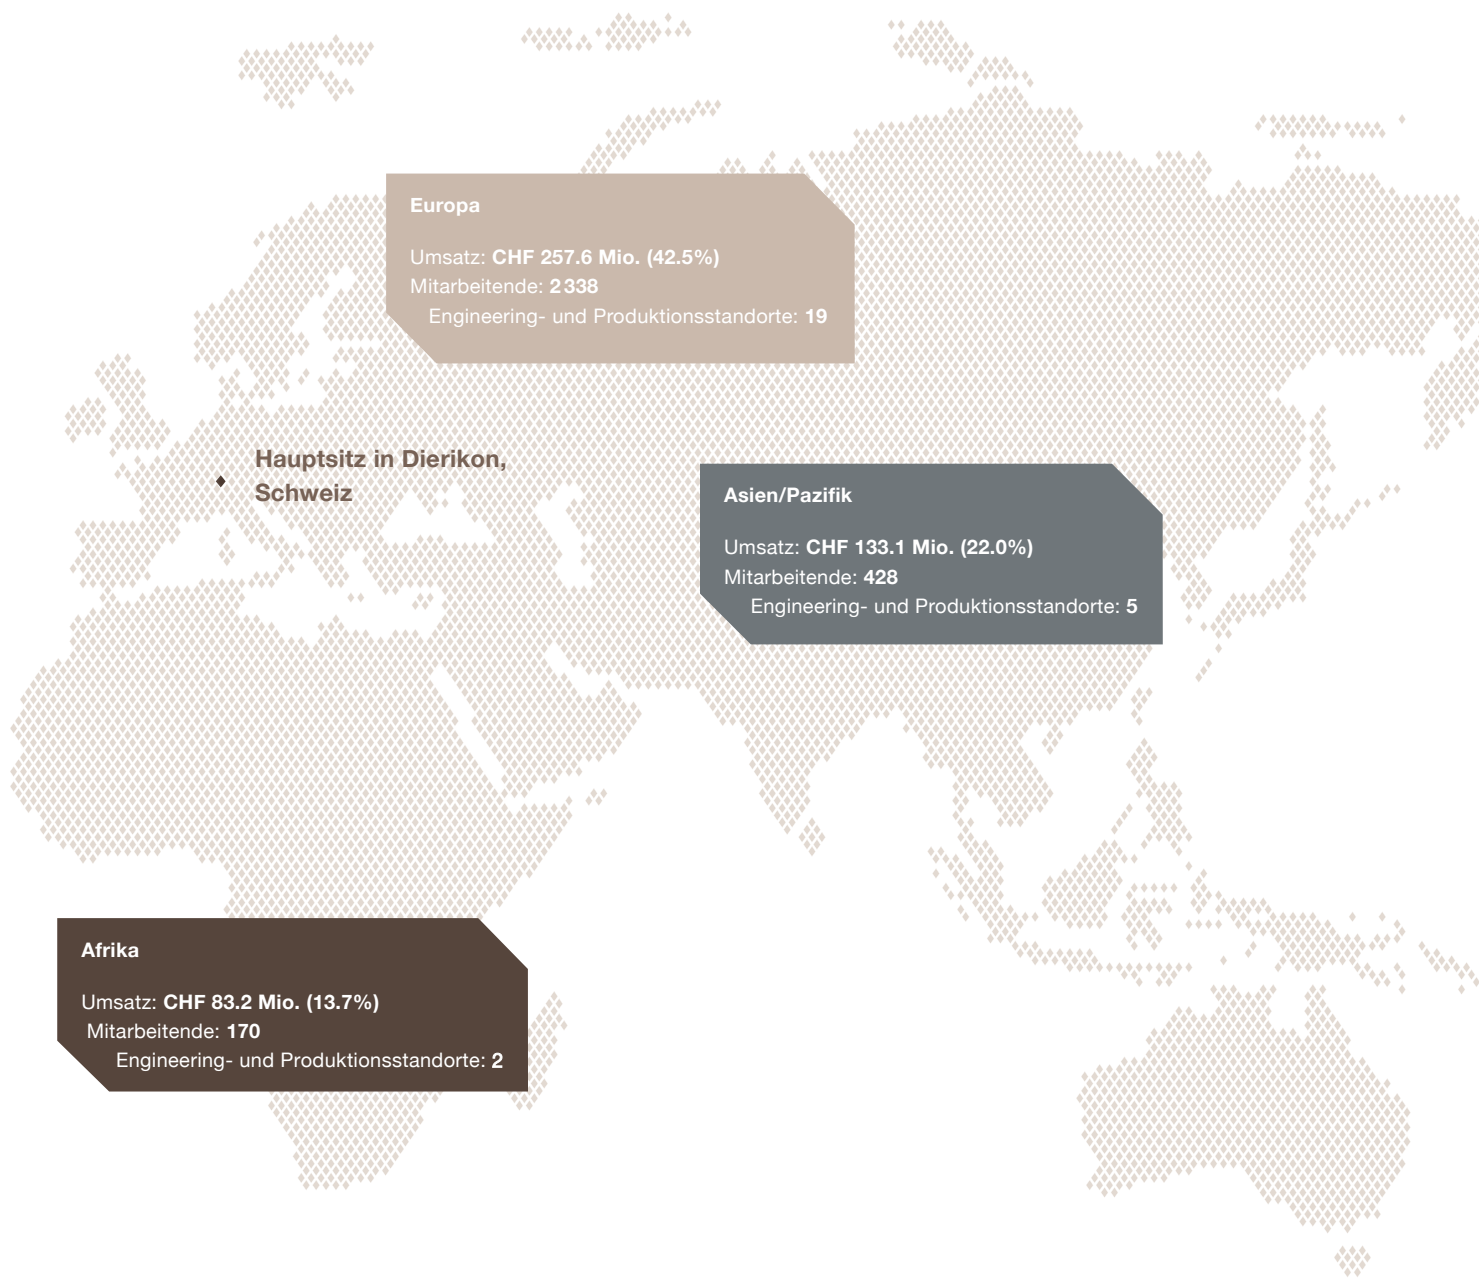 Europa
Umsatz: CHF 257.6 Mio. (42.5%)
Mitarbeitende: 2 338
Engineering- und Produktionsstandorte: 19
Hauptsitz in Dierikon,
Schweiz
Asien/Pazifik
Umsatz: CHF 133.1 Mio. (22.0%)
Mitarbeitende: 428
Engineering- und Produktionsstandorte: 5
Afrika
Umsatz: CHF 83.2 Mio. (13.7%)
Mitarbeitende: 170
Engineering- und Produktionsstandorte: 2